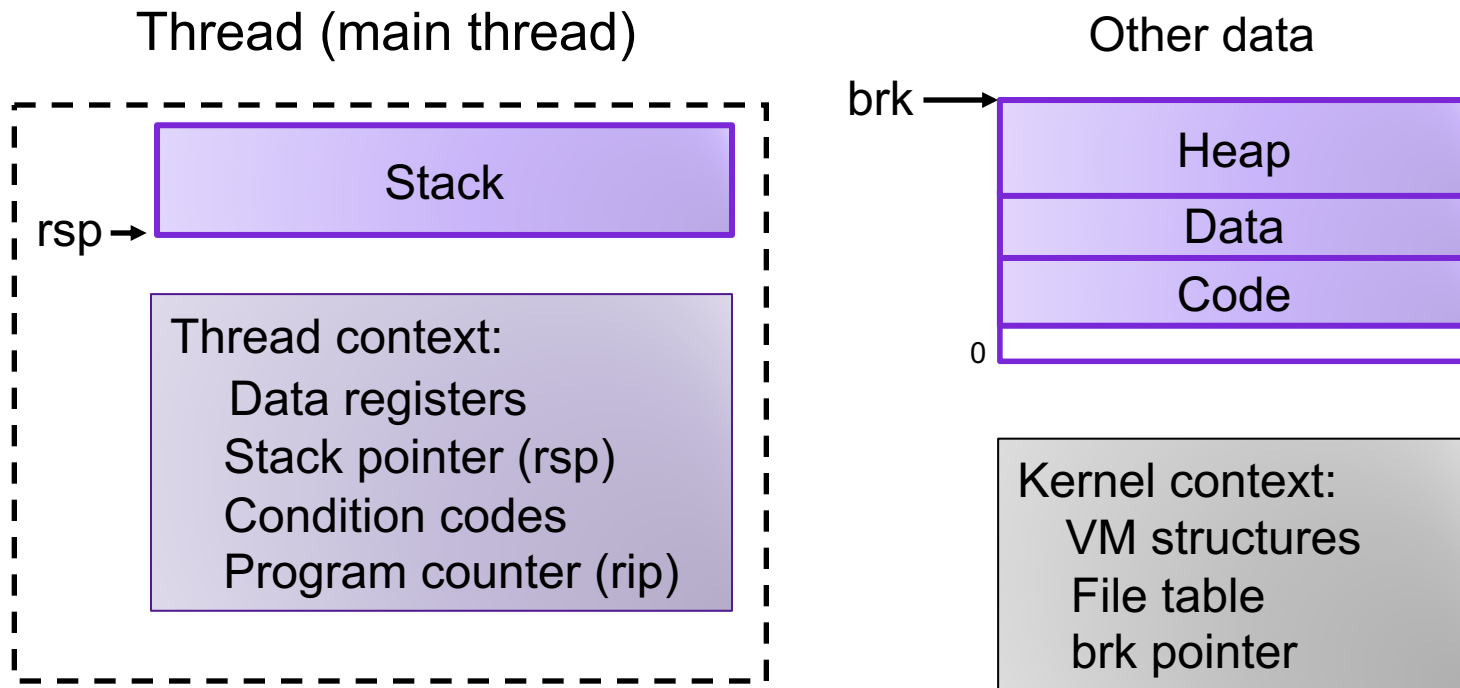 Thread (main thread)
Stack
rsp
Thread context:
Data registers
Stack pointer (rsp)
Condition codes
Program counter (rip)
Other data
brk
Heap
Data
Code
0
Kernel context:
VM structures
File table
brk pointer